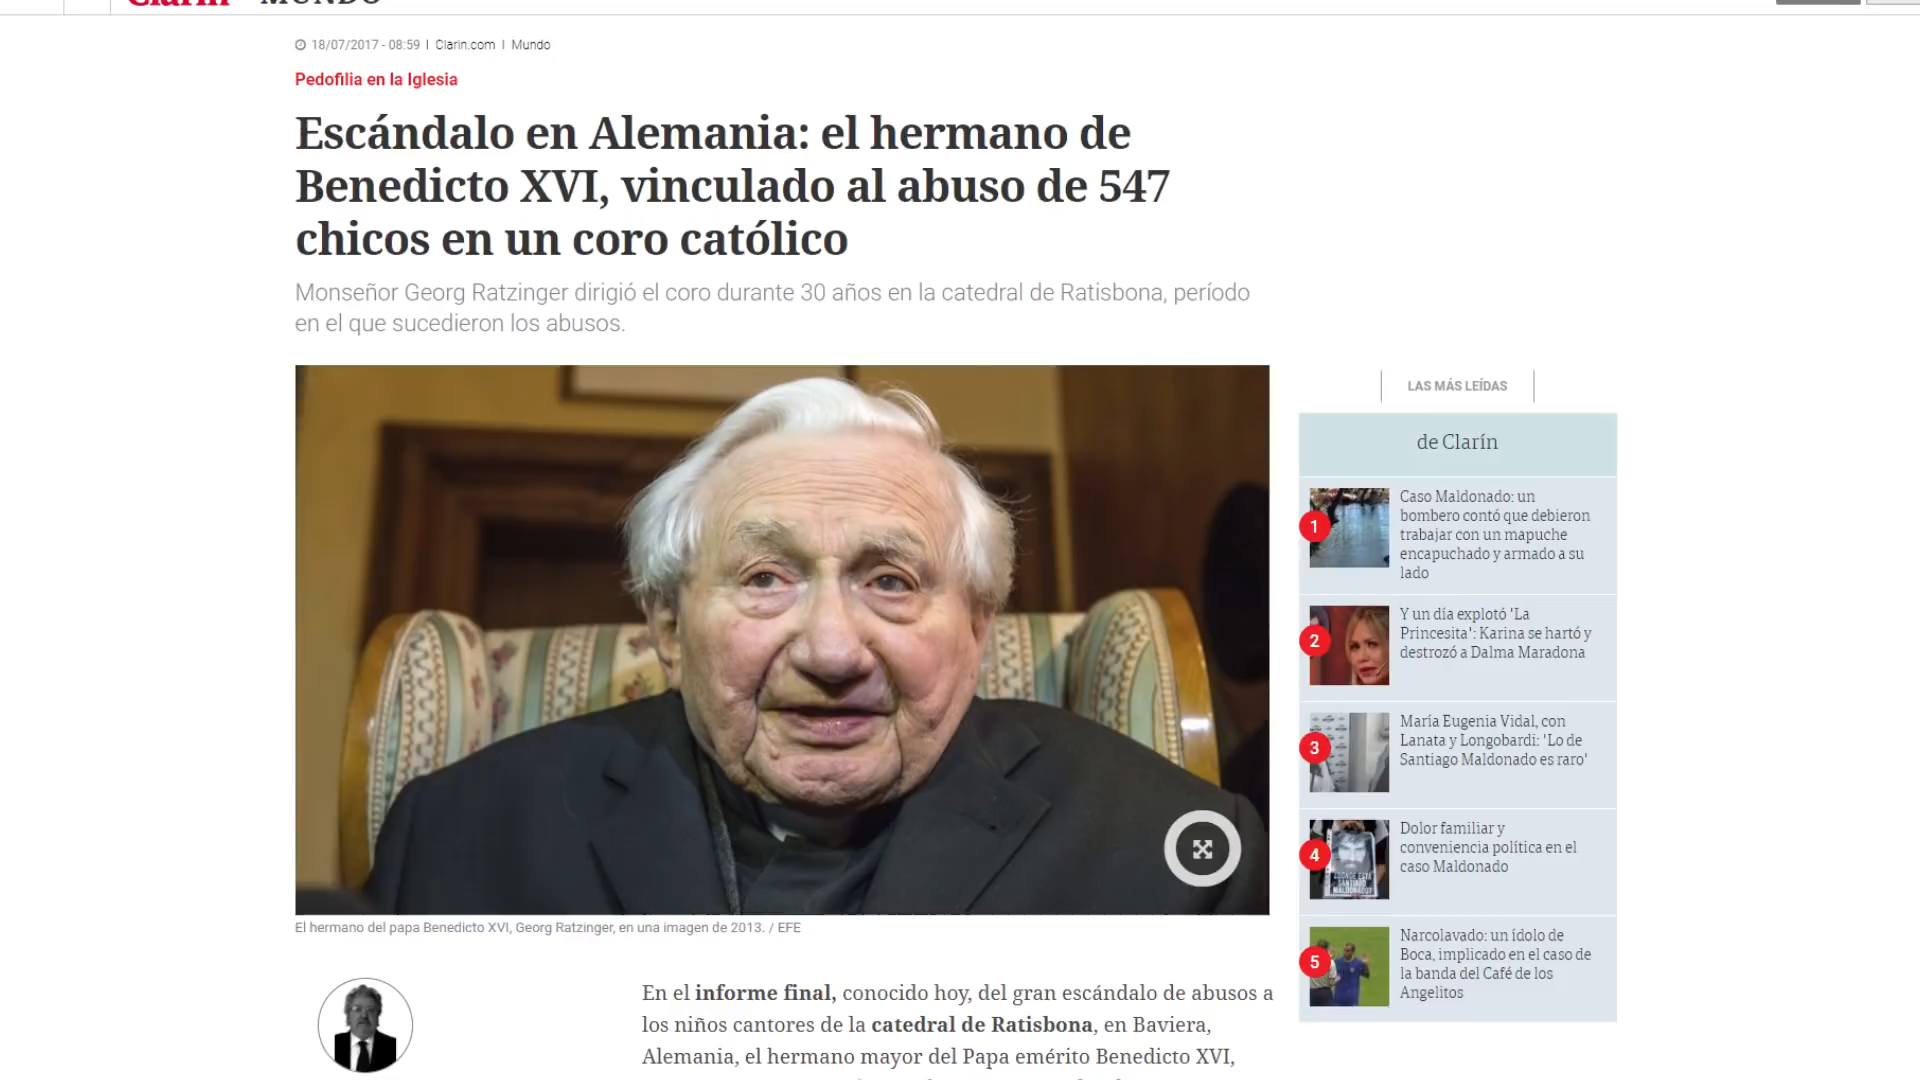 Clarín MUNDO
18/07/2017 - 08:59 | Clarin.com | Mundo
Pedofilia en la Iglesia
Escándalo en Alemania: el hermano de
Benedicto XVI, vinculado al abuso de 547
chicos en un coro católico
Monseñor Georg Ratzinger dirigió el coro durante 30 años en la catedral de Ratisbona, período
en el que sucedieron los abusos.
El hermano del papa Benedicto XVI, Georg Ratzinger, en una imagen de 2013. / EFE
En el informe final, conocido hoy, del gran escándalo de abusos a
los niños cantores de la catedral de Ratisbona, en Baviera,
Alemania, el hermano mayor del Papa emérito Benedicto XVI,
LAS MÁS LEÍDAS
de Clarín
1
Caso Maldonado: un
bombero contó que debieron
trabajar con un mapuche
encapuchado y armado a su
lado
2
Y un día explotó 'La
Princesita': Karina se hartó y
destrozó a Dalma Maradona
3
María Eugenia Vidal, con
Lanata y Longobardi: 'Lo de
Santiago Maldonado es raro'
4
Dolor familiar y
conveniencia política en el
caso Maldonado
5
Narcolavado: un ídolo de
Boca, implicado en el caso de
la banda del Café de los
Angelitos